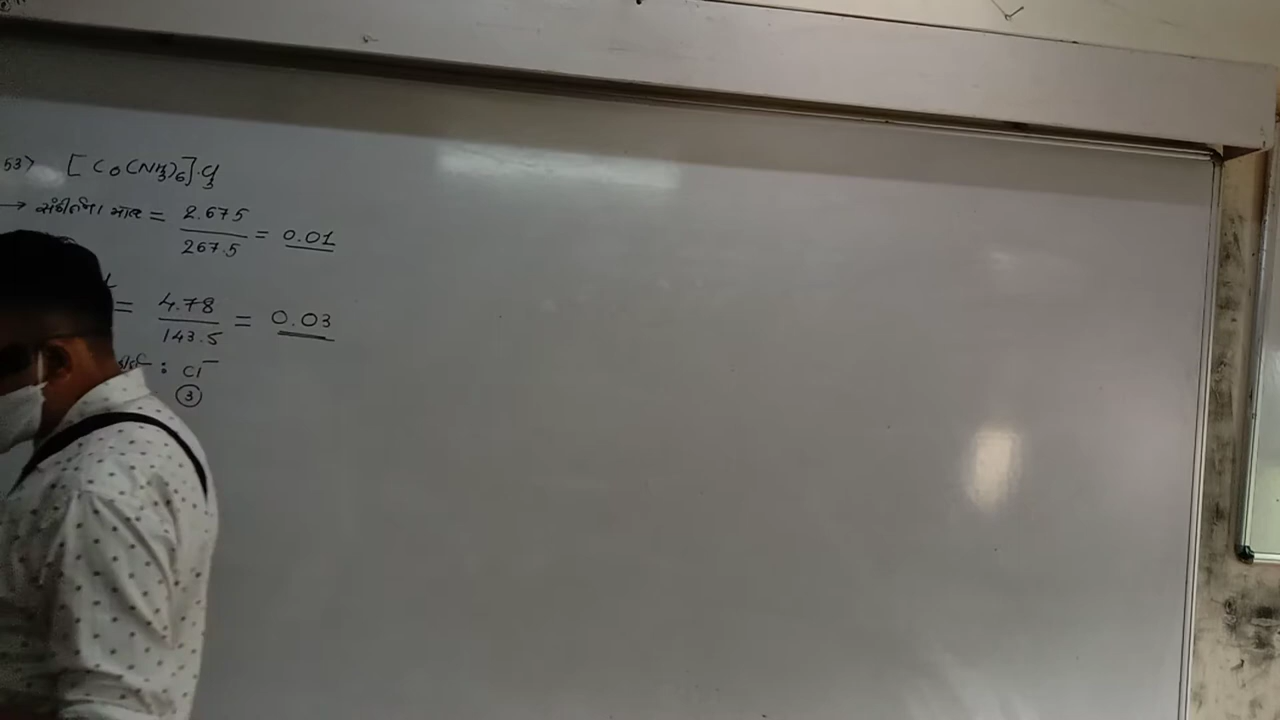 53> [Co(NH3)6].Cl3
→ = 2.675 / 267.5 = 0.01
= 4.78 / 143.5 = 0.03
: Cl⁻
3